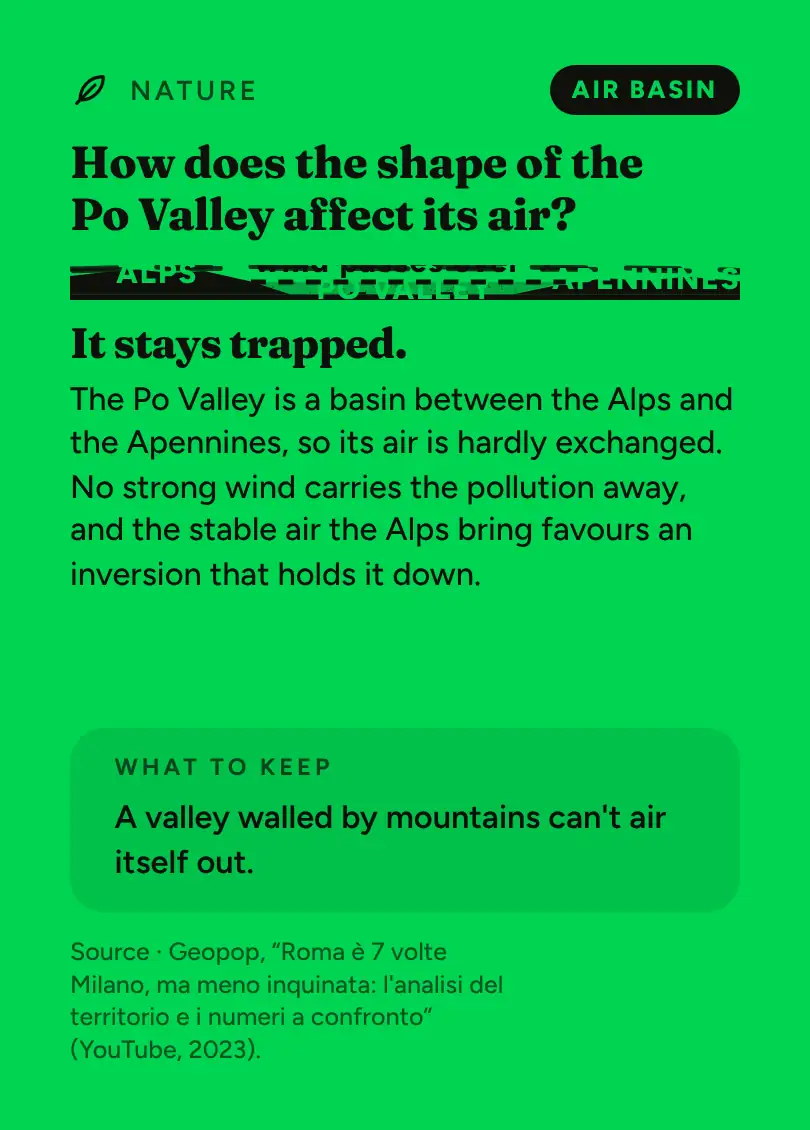 NATURE
AIR BASIN
How does the shape of the
Po Valley affect its air?
wind passes over
ALPS
APENNINES
PO VALLEY
It stays trapped.
The Po Valley is a basin between the Alps and
the Apennines, so its air is hardly exchanged.
No strong wind carries the pollution away,
and the stable air the Alps bring favours an
inversion that holds it down.
WHAT TO KEEP
A valley walled by mountains can't air
itself out.
Source · Geopop, “Roma è 7 volte
Milano, ma meno inquinata: l'analisi del
territorio e i numeri a confronto”
(YouTube, 2023).